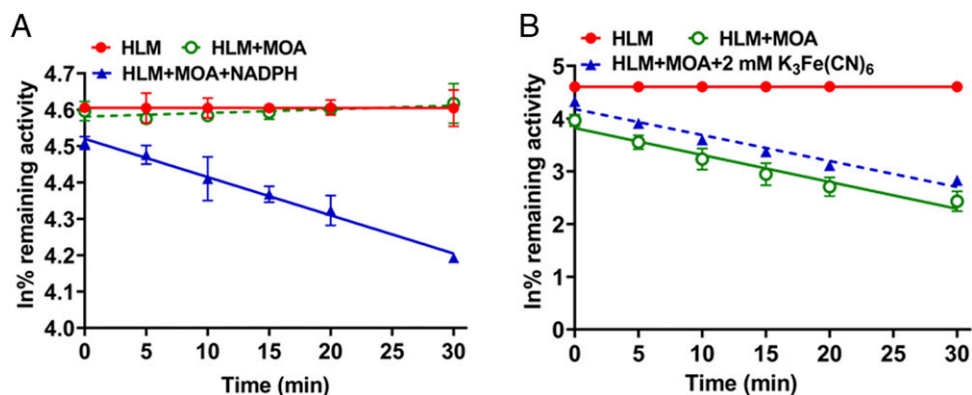 A
HLM HLM+MOA
HLM+MOA+NADPH
ln% remaining activity
4.7
4.6
4.5
4.4
4.3
4.2
4.1
4.0
0 5 10 15 20 25 30
Time (min)
B
HLM HLM+MOA
HLM+MOA+2 mM K₃Fe(CN)₆
ln% remaining activity
5
4
3
2
1
0
0 5 10 15 20 25 30
Time (min)